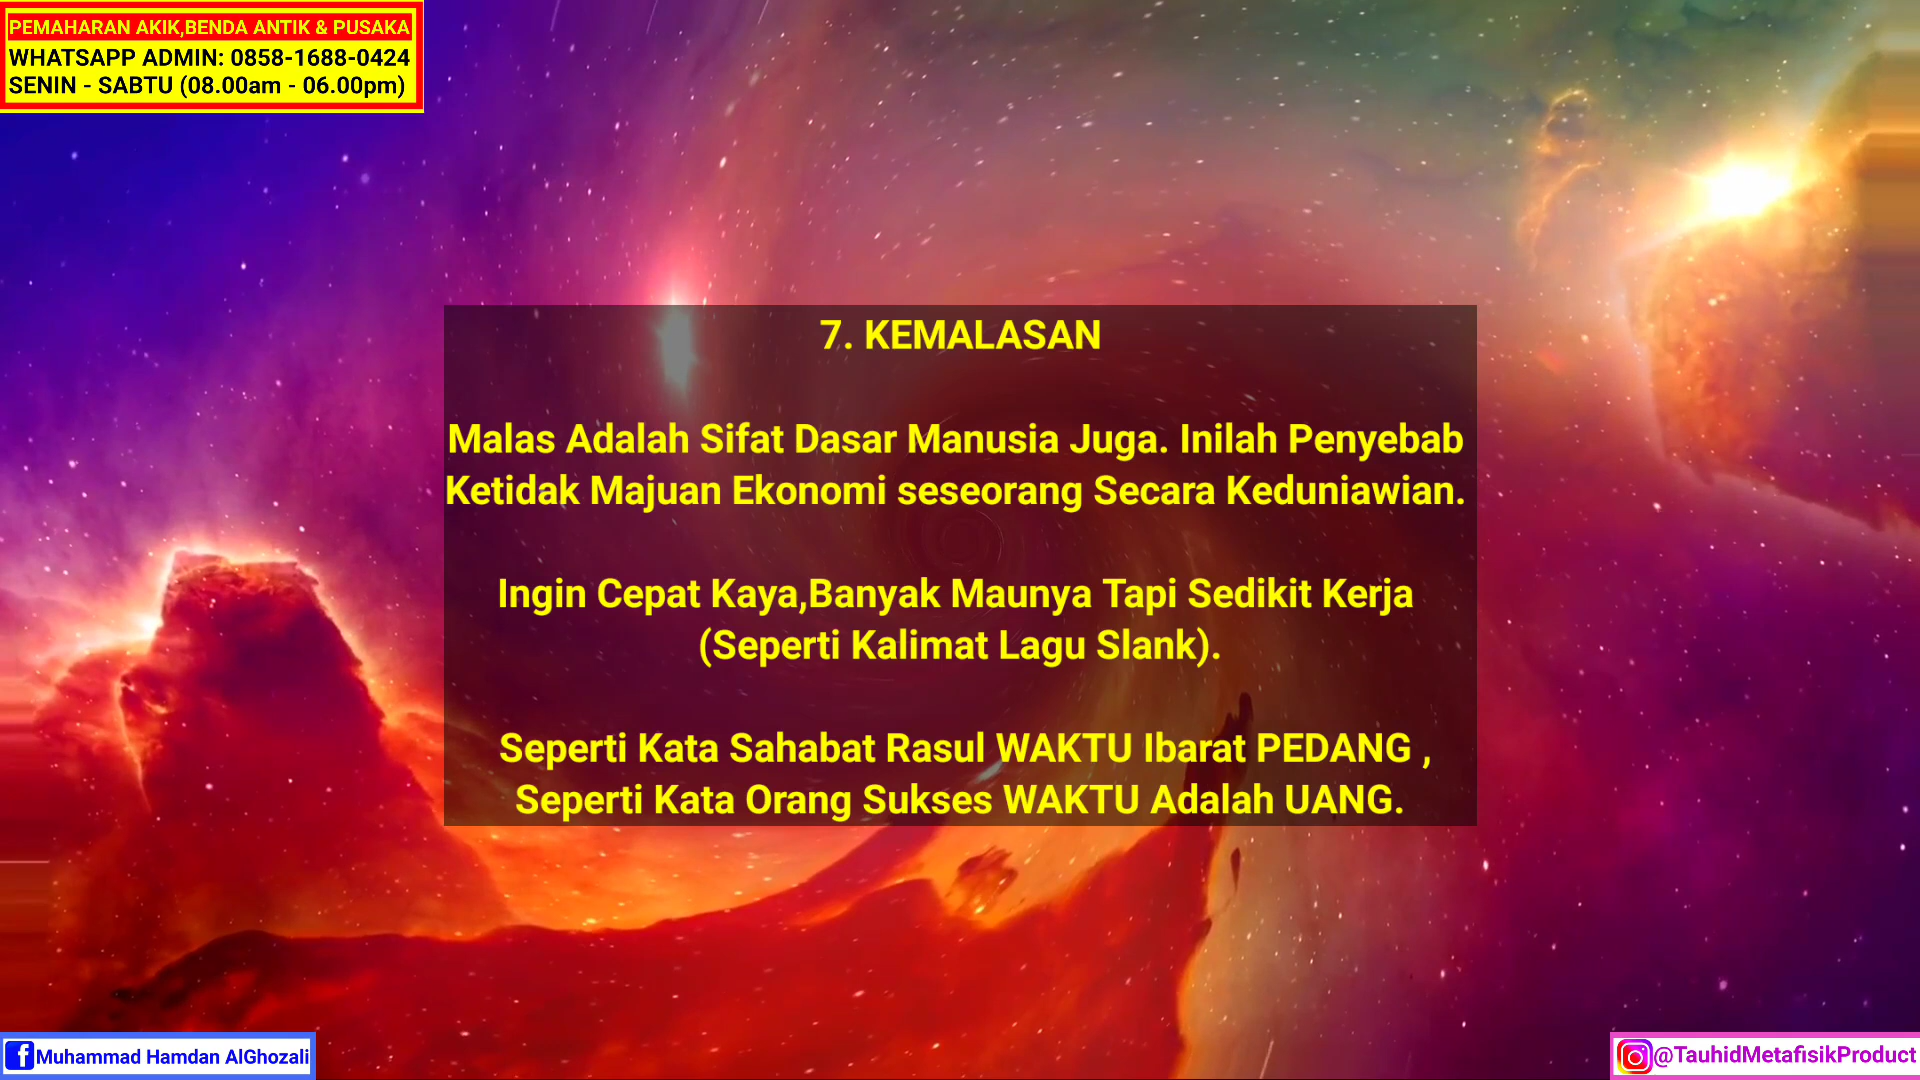 PEMAHARAN AKIK,BENDA ANTIK & PUSAKA
WHATSAPP ADMIN: 0858-1688-0424
SENIN - SABTU (08.00am - 06.00pm)
7. KEMALASAN
Malas Adalah Sifat Dasar Manusia Juga. Inilah Penyebab
Ketidak Majuan Ekonomi seseorang Secara Keduniawian.
Ingin Cepat Kaya,Banyak Maunya Tapi Sedikit Kerja
(Seperti Kalimat Lagu Slank).
Seperti Kata Sahabat Rasul WAKTU Ibarat PEDANG ,
Seperti Kata Orang Sukses WAKTU Adalah UANG.
Muhammad Hamdan AlGhozali
@TauhidMetafisikProduct